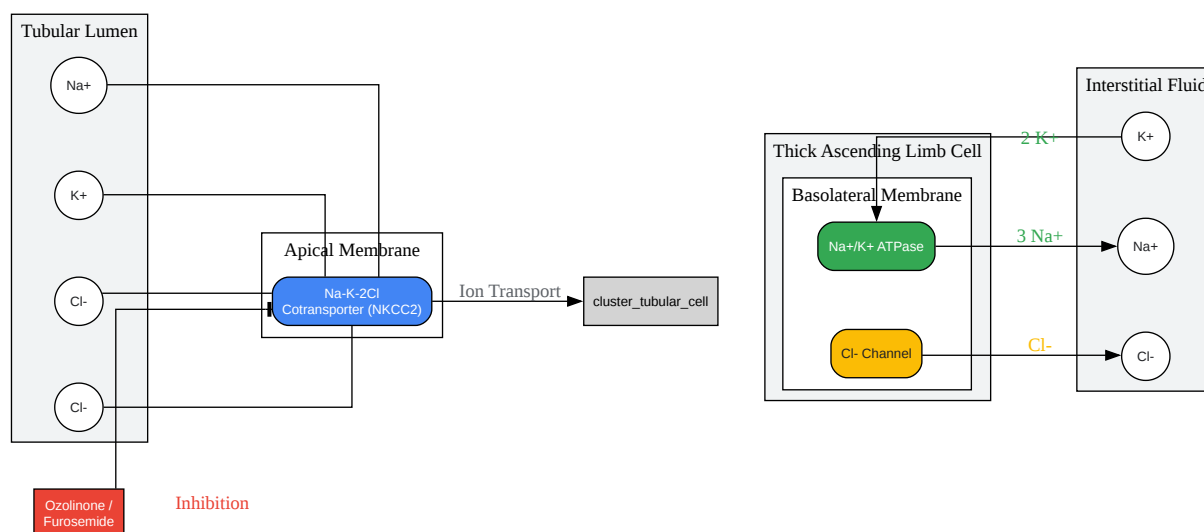 Tubular Lumen
Na+
K+
Cl-
Cl-
Ozolinone /
Furosemide
Inhibition
Apical Membrane
Na-K-2Cl
Cotransporter (NKCC2)
Ion Transport
cluster_tubular_cell
Thick Ascending Limb Cell
Basolateral Membrane
Na+/K+ ATPase
Cl- Channel
2 K+
3 Na+
Cl-
Interstitial Fluid
K+
Na+
Cl-